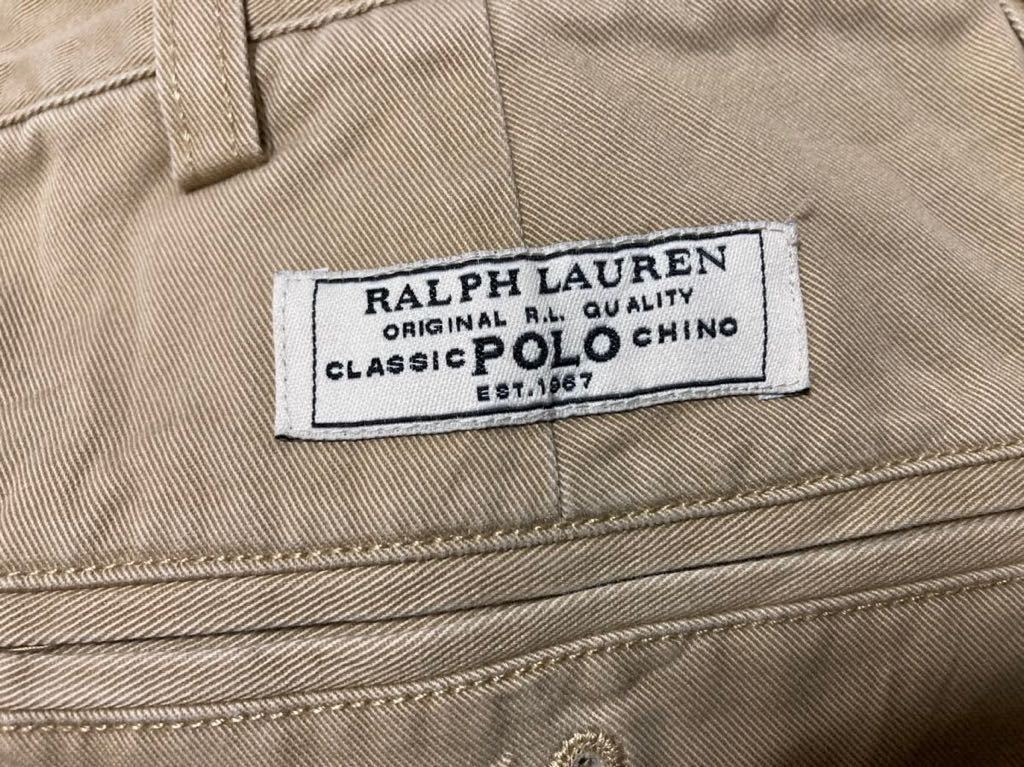 RALPH LAUREN
ORIGINAL R.L. QUALITY
CLASSIC POLO CHINO
EST. 1967